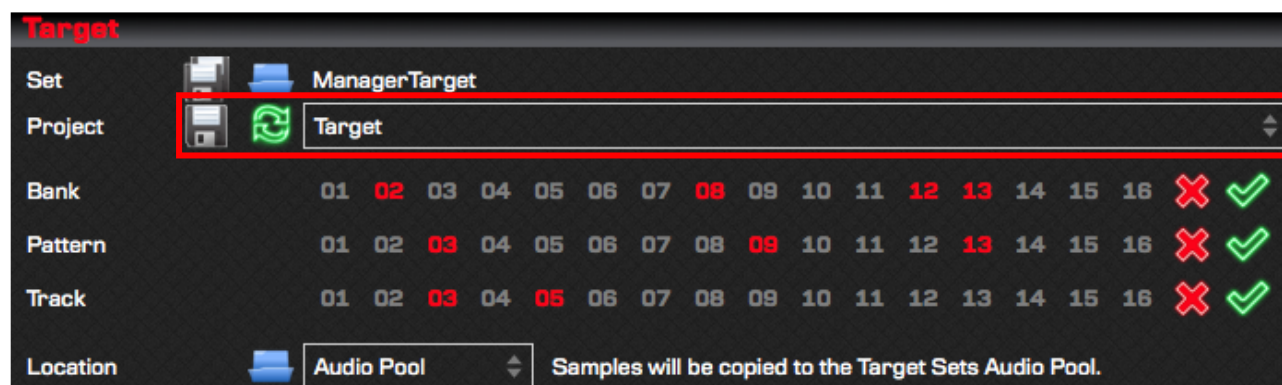 Target
Set ManagerTarget
Project Target
Bank 01 02 03 04 05 06 07 08 09 10 11 12 13 14 15 16
Pattern 01 02 03 04 05 06 07 08 09 10 11 12 13 14 15 16
Track 01 02 03 04 05 06 07 08 09 10 11 12 13 14 15 16
Location Audio Pool Samples will be copied to the Target Sets Audio Pool.